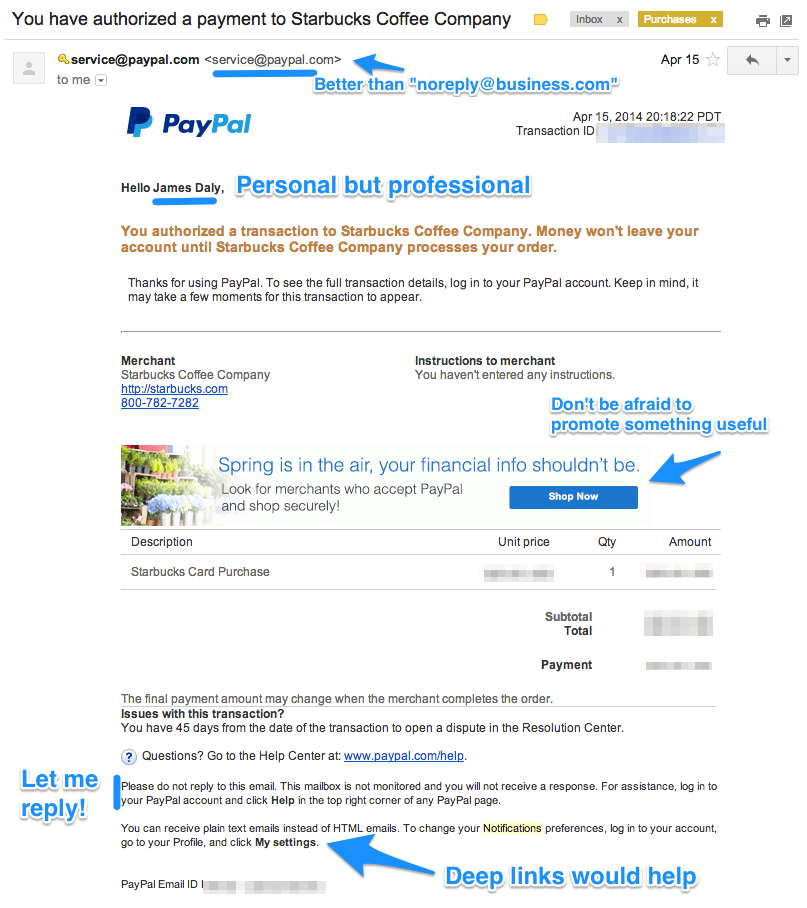 You have authorized a payment to Starbucks Coffee Company
Inbox x
Purchases x
service@paypal.com <service@paypal.com>
Apr 15
to me
Better than "noreply@business.com"
PayPal
Apr 15, 2014 20:18:22 PDT
Transaction ID
Hello James Daly,
Personal but professional
You authorized a transaction to Starbucks Coffee Company. Money won't leave your
account until Starbucks Coffee Company processes your order.
Thanks for using PayPal. To see the full transaction details, log in to your PayPal account. Keep in mind, it
may take a few moments for this transaction to appear.
Merchant
Starbucks Coffee Company
http://starbucks.com
800-782-7282
Instructions to merchant
You haven't entered any instructions.
Don't be afraid to
promote something useful
Spring is in the air, your financial info shouldn't be.
Look for merchants who accept PayPal
and shop securely!
Shop Now
Description Unit price Qty Amount
Starbucks Card Purchase 1
Subtotal
Total
Payment
The final payment amount may change when the merchant completes the order.
Issues with this transaction?
You have 45 days from the date of the transaction to open a dispute in the Resolution Center.
? Questions? Go to the Help Center at: www.paypal.com/help.
Let me
reply!
Please do not reply to this email. This mailbox is not monitored and you will not receive a response. For assistance, log in to
your PayPal account and click Help in the top right corner of any PayPal page.
You can receive plain text emails instead of HTML emails. To change your Notifications preferences, log in to your account,
go to your Profile, and click My settings.
Deep links would help
PayPal Email ID